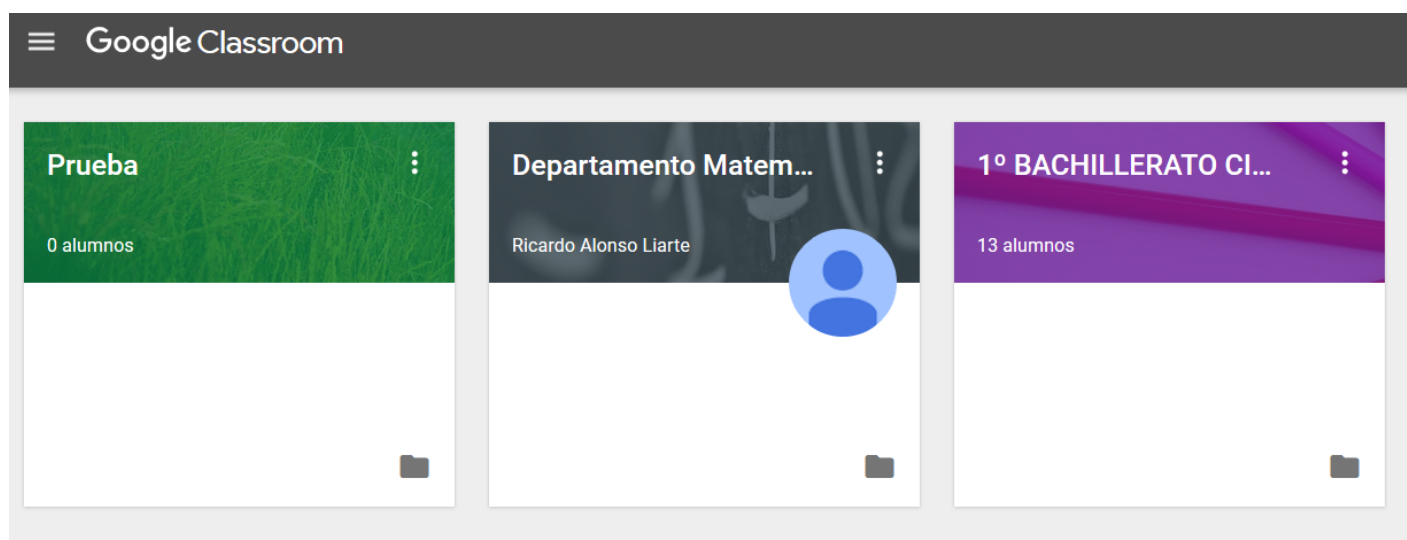 Google Classroom
Prueba
0 alumnos
Departamento Matem...
Ricardo Alonso Liarte
1º BACHILLERATO CI...
13 alumnos